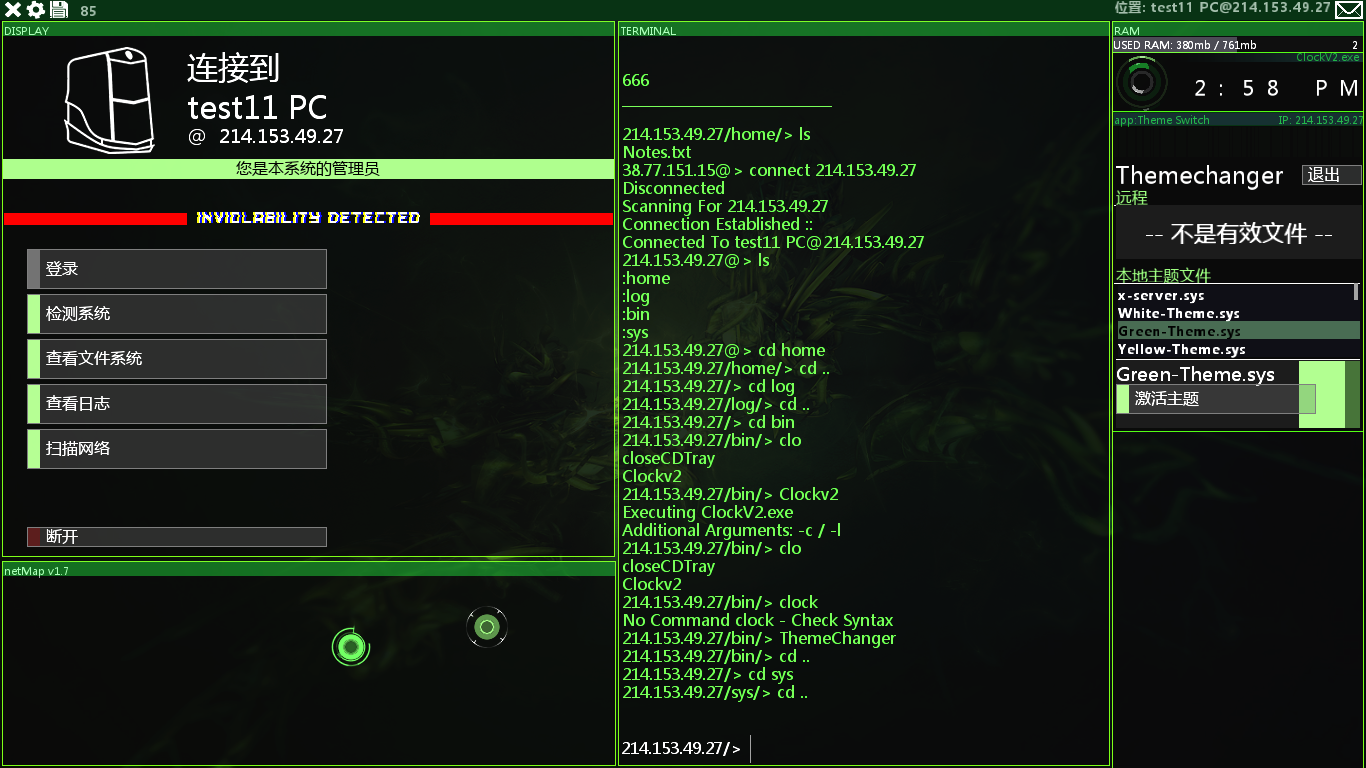 85
位置: test11 PC@214.153.49.27
DISPLAY
连接到
test11 PC
@ 214.153.49.27
您是本系统的管理员
INVIOLABILITY DETECTED
登录
检测系统
查看文件系统
查看日志
扫描网络
断开
netMap v1.7
TERMINAL
666
214.153.49.27/home/> ls
Notes.txt
38.77.151.15@> connect 214.153.49.27
Disconnected
Scanning For 214.153.49.27
Connection Established ::
Connected To test11 PC@214.153.49.27
214.153.49.27@> ls
:home
:log
:bin
:sys
214.153.49.27@> cd home
214.153.49.27/home/> cd ..
214.153.49.27/> cd log
214.153.49.27/log/> cd ..
214.153.49.27/> cd bin
214.153.49.27/bin/> clo
closeCDTray
Clockv2
214.153.49.27/bin/> Clockv2
Executing ClockV2.exe
Additional Arguments: -c / -l
214.153.49.27/bin/> clo
closeCDTray
Clockv2
214.153.49.27/bin/> clock
No Command clock - Check Syntax
214.153.49.27/bin/> ThemeChanger
214.153.49.27/bin/> cd ..
214.153.49.27/> cd sys
214.153.49.27/sys/> cd ..
214.153.49.27/>
RAM
USED RAM: 380mb / 761mb 2
ClockV2.exe
2:58 PM
app:Theme Switch IP: 214.153.49.27
Themechanger 退出
远程
-- 不是有效文件 --
本地主题文件
x-server.sys
White-Theme.sys
Green-Theme.sys
Yellow-Theme.sys
Green-Theme.sys
激活主题